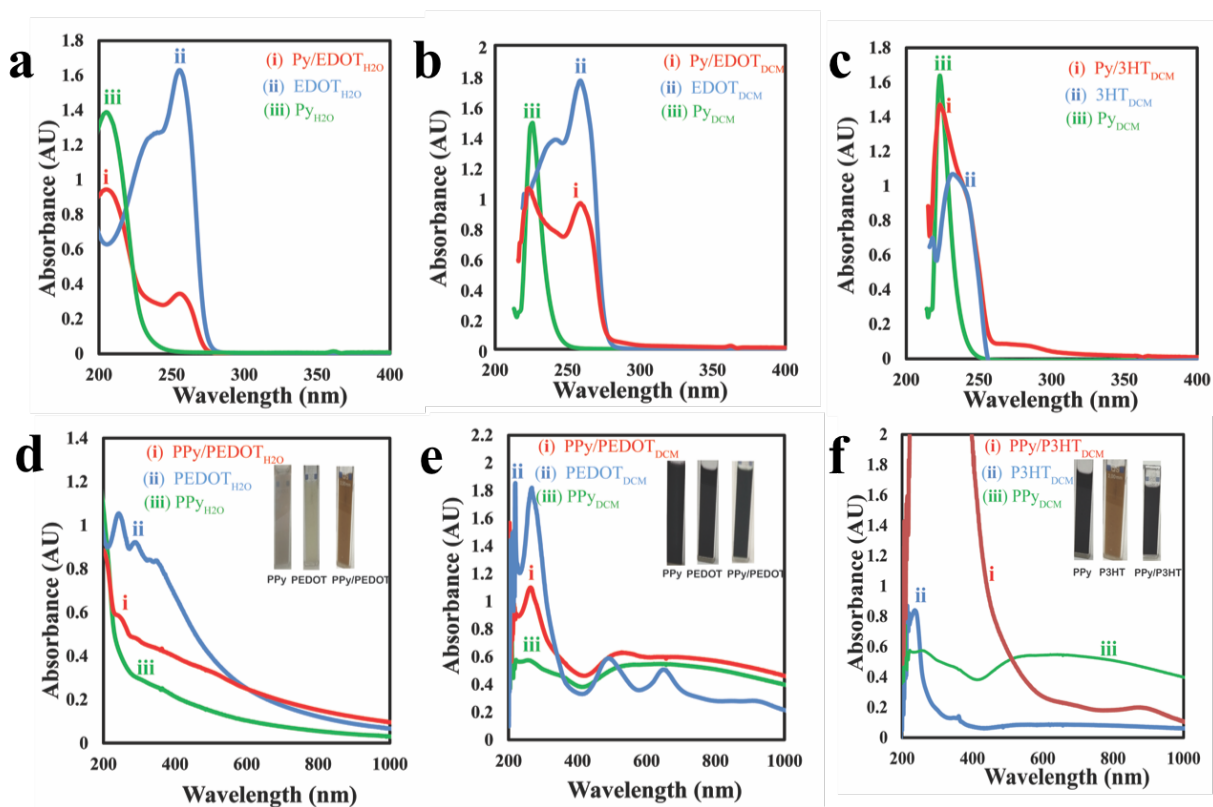 a
1.8
1.6
1.4
1.2
1
0.8
0.6
0.4
0.2
0
Absorbance (AU)
200 250 300 350 400
Wavelength (nm)
(i) Py/EDOTH2O
(ii) EDOTH2O
(iii) PyH2O
ii
iii
i
b
2
1.8
1.6
1.4
1.2
1
0.8
0.6
0.4
0.2
0
Absorbance (AU)
200 250 300 350 400
Wavelength (nm)
(i) Py/EDOTDCM
(ii) EDOTDCM
(iii) PyDCM
ii
iii
i
c
2
1.8
1.6
1.4
1.2
1
0.8
0.6
0.4
0.2
0
Absorbance (AU)
200 250 300 350 400
Wavelength (nm)
(i) Py/3HTDCM
(ii) 3HTDCM
(iii) PyDCM
iii
i
ii
d
1.4
1.2
1
0.8
0.6
0.4
0.2
0
Absorbance (AU)
200 400 600 800 1000
Wavelength (nm)
(i) PPy/PEDOTH2O
(ii) PEDOTH2O
(iii) PPyH2O
ii
i
iii
PPy PEDOT PPy/PEDOT
e
2.2
2
1.8
1.6
1.4
1.2
1
0.8
0.6
0.4
0.2
0
Absorbance (AU)
200 400 600 800 1000
Wavelength (nm)
(i) PPy/PEDOTDCM
(ii) PEDOTDCM
(iii) PPyDCM
ii
i
iii
PPy PEDOT PPy/PEDOT
f
2
1.8
1.6
1.4
1.2
1
0.8
0.6
0.4
0.2
0
Absorbance (AU)
200 400 600 800 1000
Wavelength (nm)
(i) PPy/P3HTDCM
(ii) P3HTDCM
(iii) PPyDCM
i
ii
iii
PPy P3HT PPy/P3HT